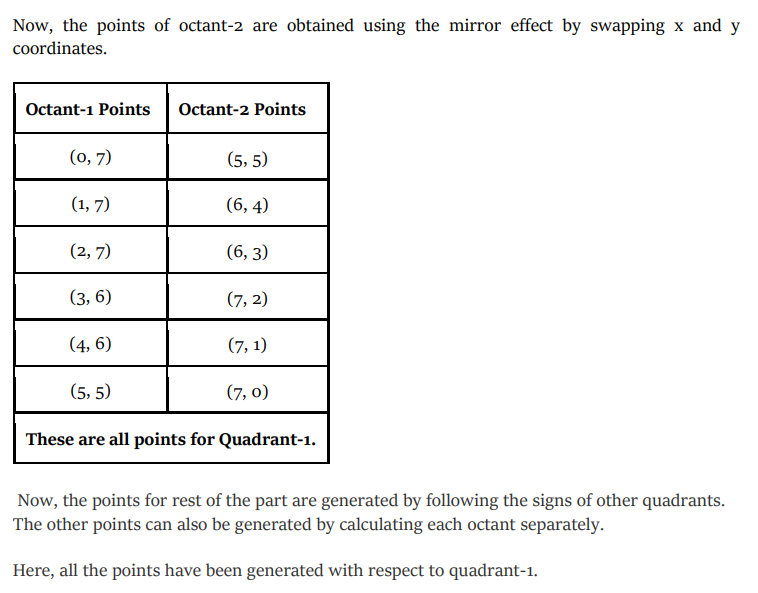 Now, the points of octant-2 are obtained using the mirror effect by swapping x and y
coordinates.
Octant-1 Points Octant-2 Points
(0, 7) (5, 5)
(1, 7) (6, 4)
(2, 7) (6, 3)
(3, 6) (7, 2)
(4, 6) (7, 1)
(5, 5) (7, 0)
These are all points for Quadrant-1.
Now, the points for rest of the part are generated by following the signs of other quadrants.
The other points can also be generated by calculating each octant separately.
Here, all the points have been generated with respect to quadrant-1.